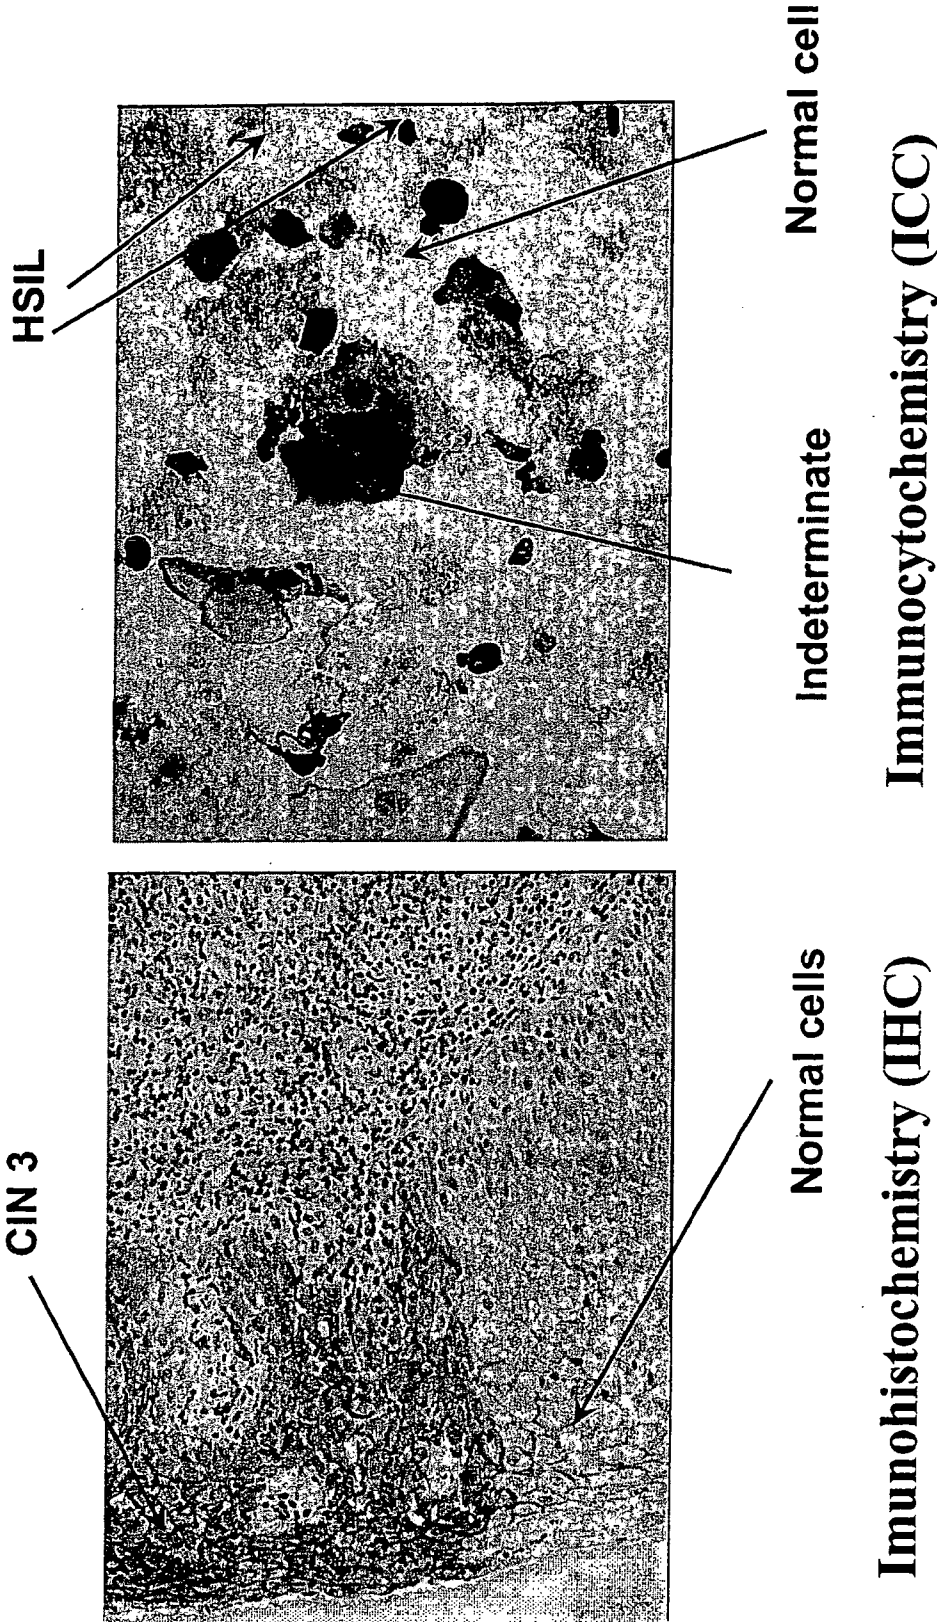 CIN 3
HSIL
Normal cells
Indeterminate
Normal cell
Imunohistochemistry (IHC)
Immunocytochemistry (ICC)